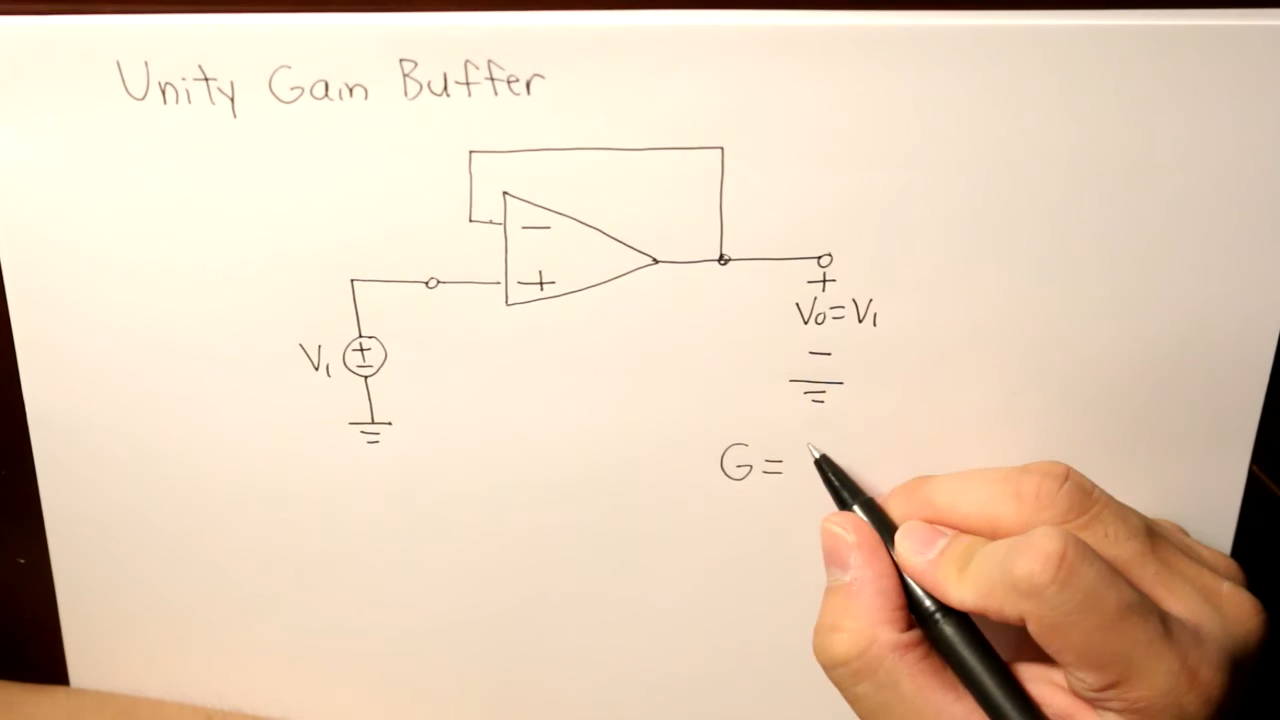 Unity Gain Buffer
−
+
+
V₁ ±
V₀=V₁
−
G=